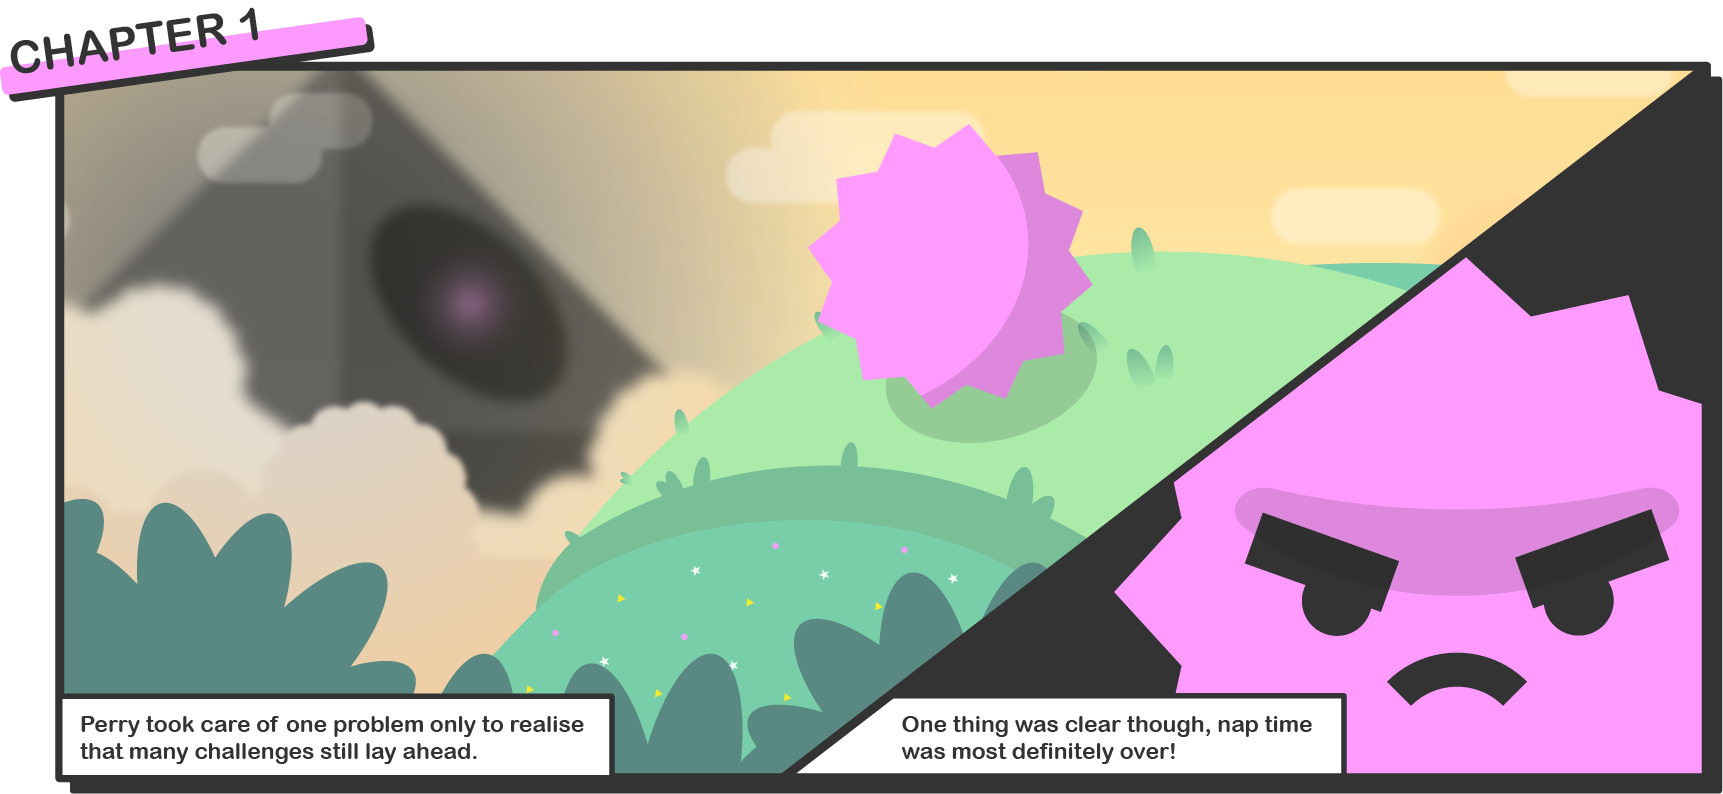 CHAPTER 1
Perry took care of one problem only to realise
that many challenges still lay ahead.
One thing was clear though, nap time
was most definitely over!